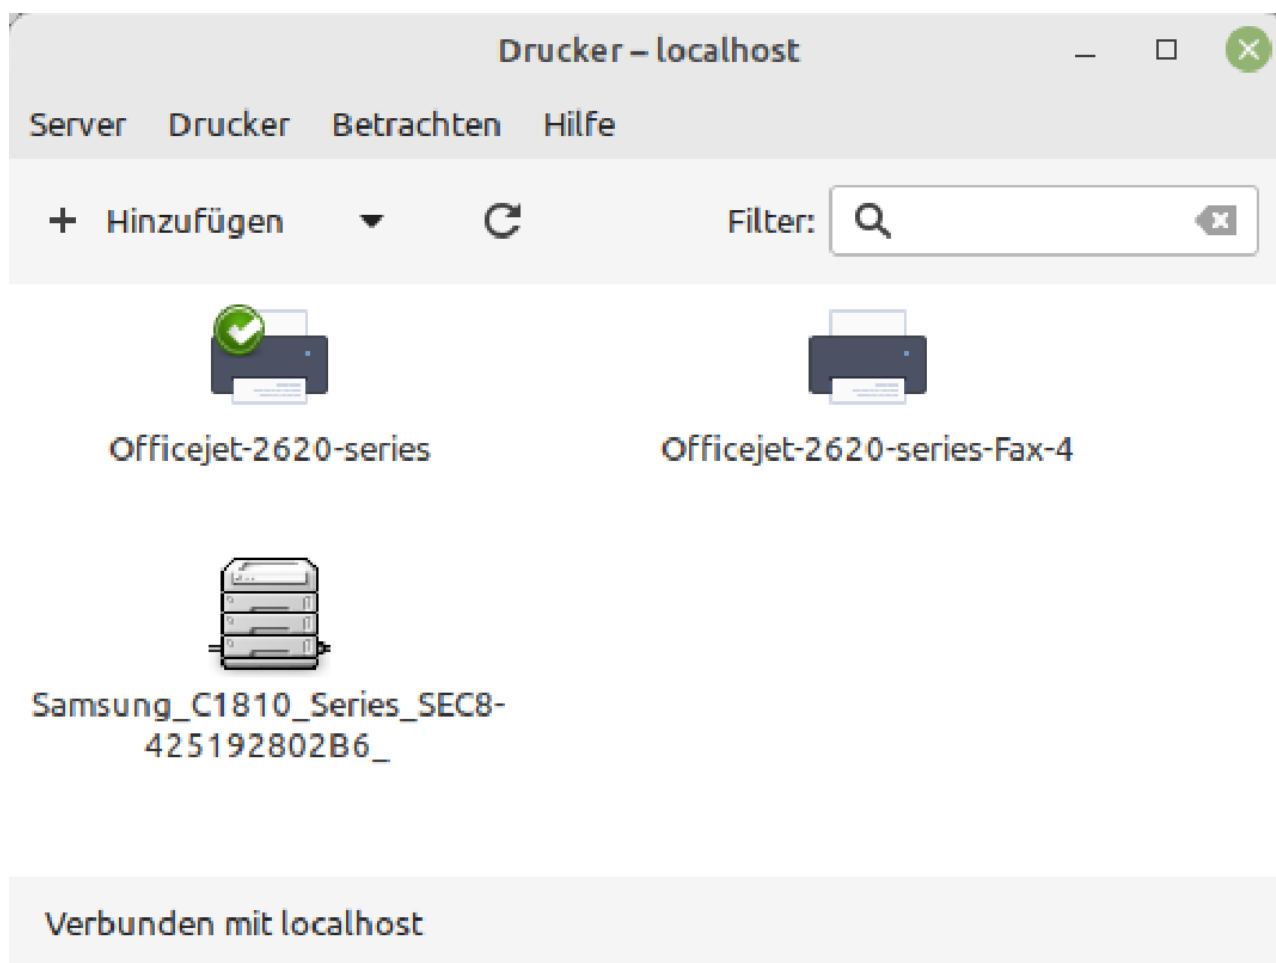 Drucker – localhost
Server Drucker Betrachten Hilfe
Hinzufügen Filter:
Officejet-2620-series Officejet-2620-series-Fax-4
Samsung_C1810_Series_SEC8-
425192802B6_
Verbunden mit localhost